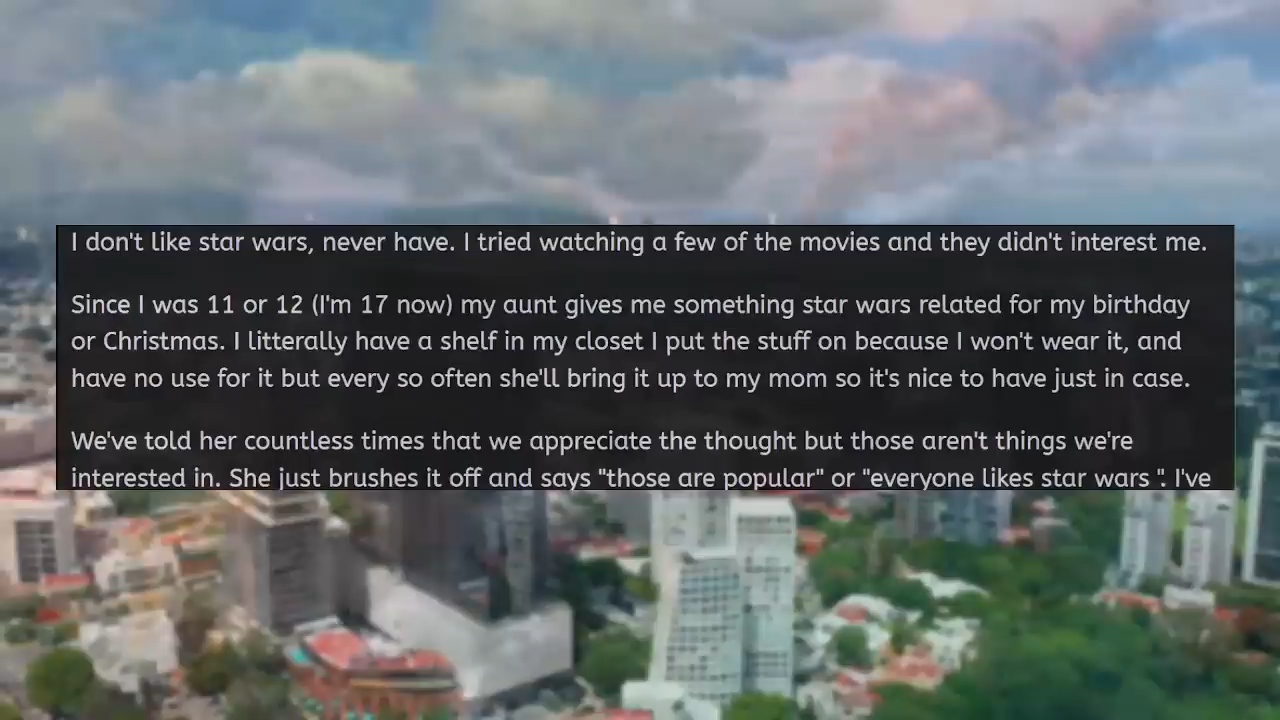 I don't like star wars, never have. I tried watching a few of the movies and they didn't interest me.
Since I was 11 or 12 (I'm 17 now) my aunt gives me something star wars related for my birthday
or Christmas. I litterally have a shelf in my closet I put the stuff on because I won't wear it, and
have no use for it but every so often she'll bring it up to my mom so it's nice to have just in case.
We've told her countless times that we appreciate the thought but those aren't things we're
interested in. She just brushes it off and says "those are popular" or "everyone likes star wars ". I've